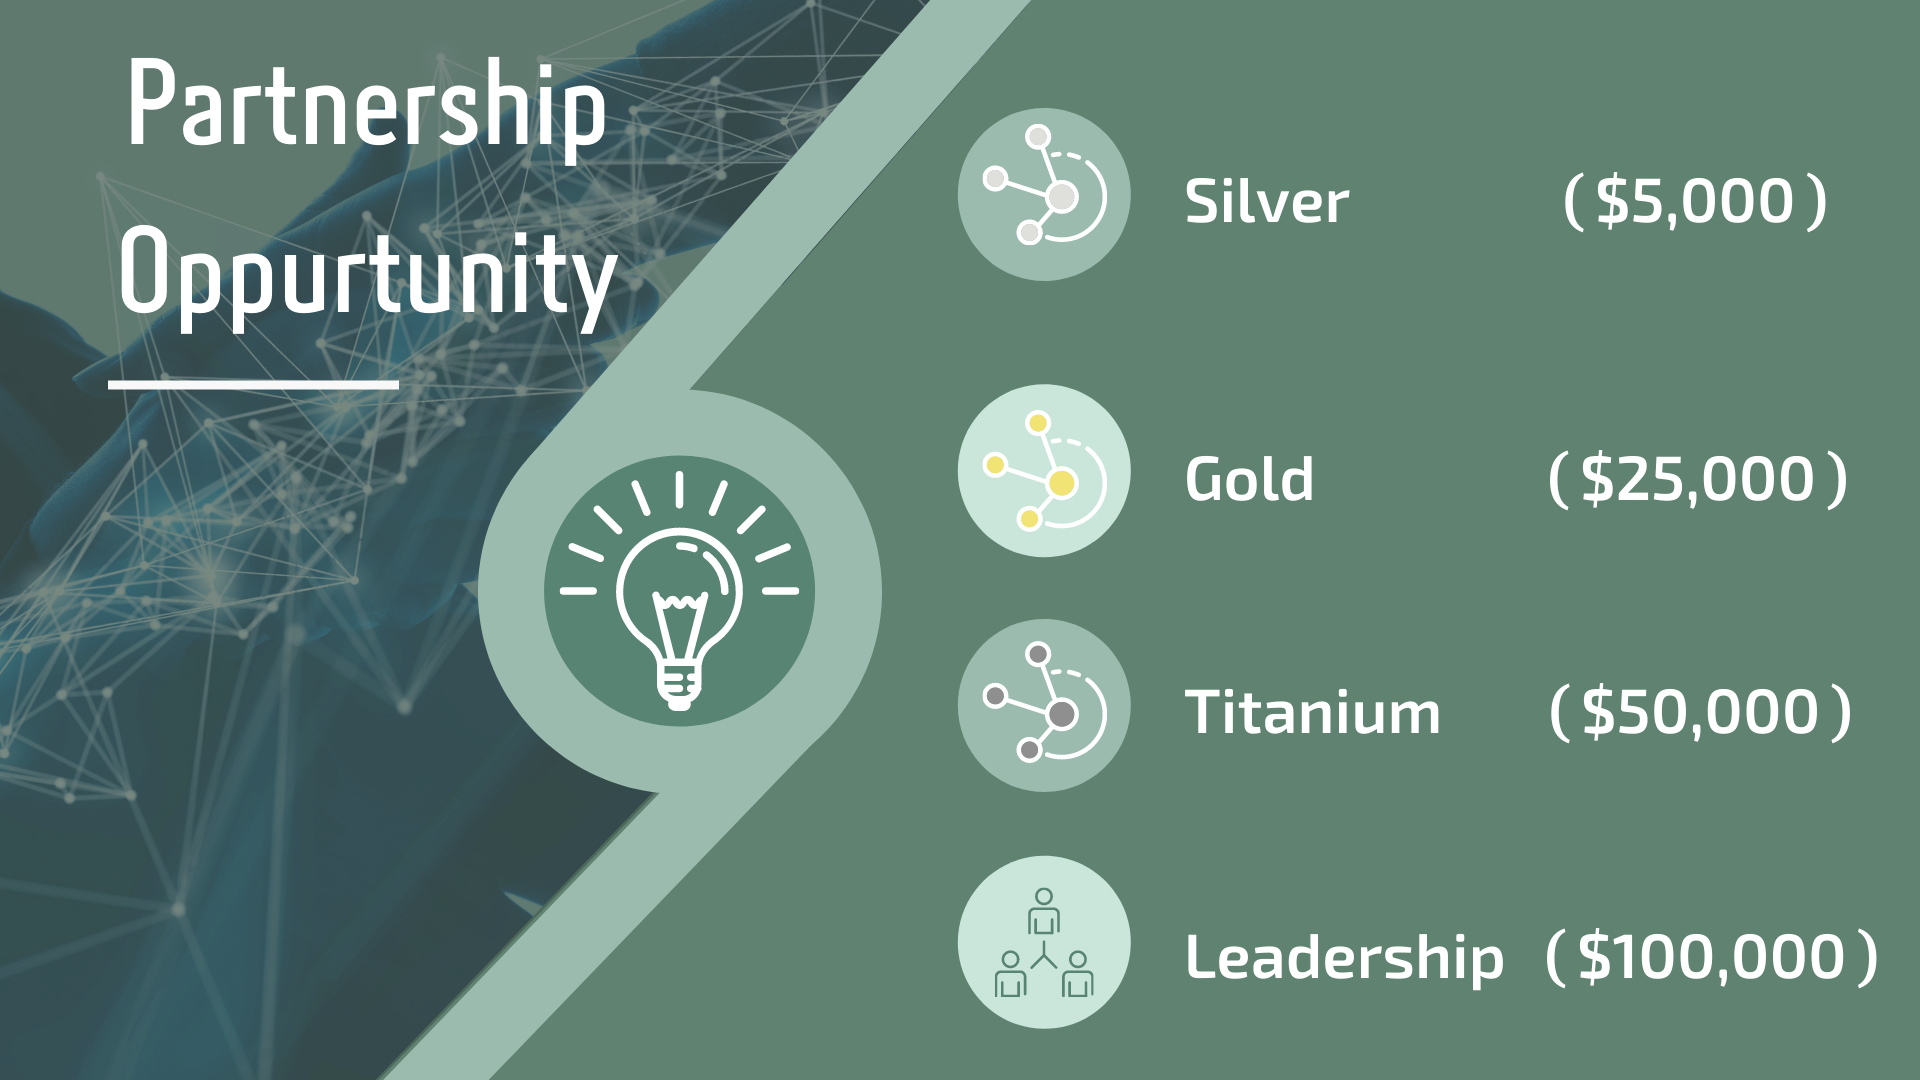 Partnership
Oppurtunity
Silver ( $5,000 )
Gold ( $25,000 )
Titanium ( $50,000 )
Leadership ( $100,000 )